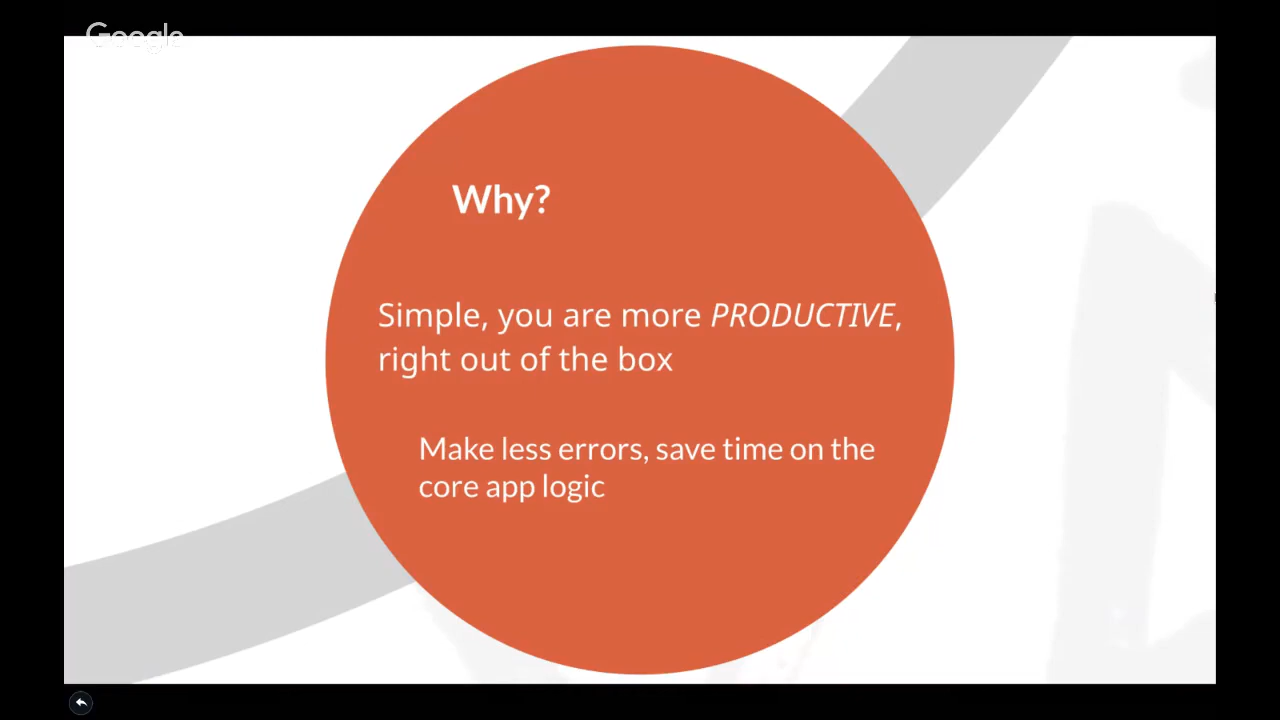 Google
Why?
Simple, you are more PRODUCTIVE,
right out of the box
Make less errors, save time on the
core app logic